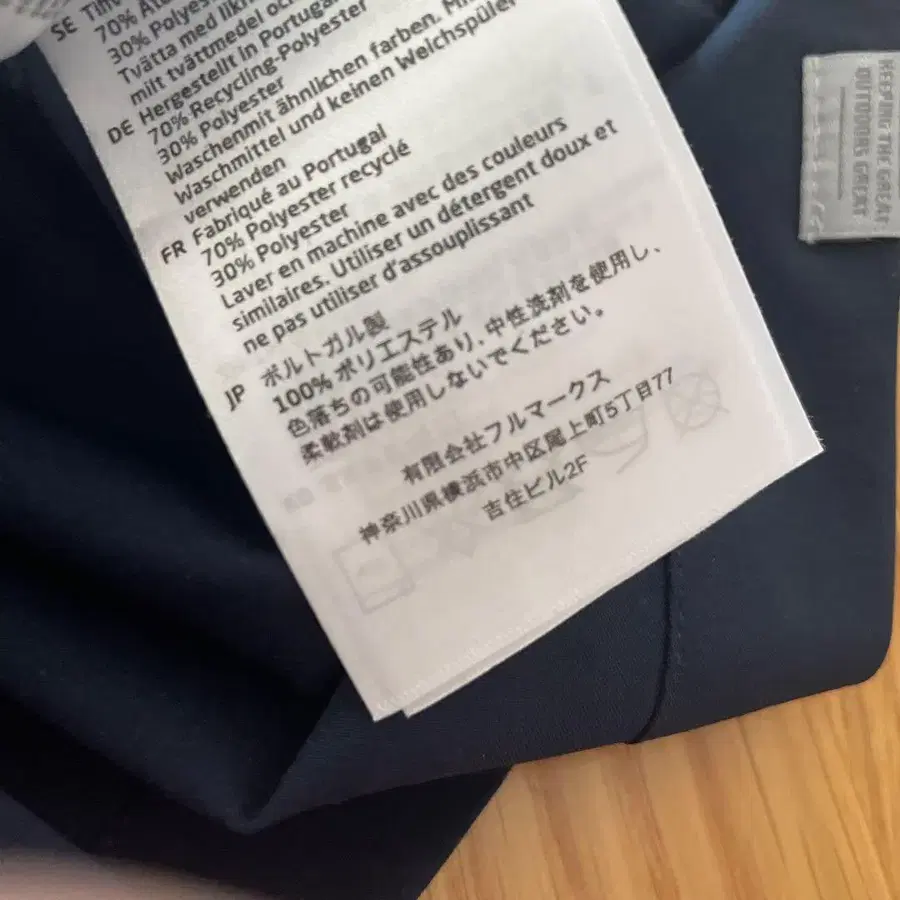 SE
70%
30% Polyes
Tvätta med likn
milt tvättmedel oc
DE Hergestellt in Portugal
70% Recycling-Polyester
30% Polyester
Waschenmit ähnlichen farben. Mi
Waschmittel und keinen Weichspüler
verwenden
FR Fabriqué au Portugal
70% Polyester recyclé
30% Polyester
Laver en machine avec des couleurs
similaires. Utiliser un détergent doux et
ne pas utiliser d'assouplissant
JP ポルトガル製
100% ポリエステル
色落ちの可能性あり、中性洗剤を使用し、
柔軟剤は使用しないでください。
有限会社フルマークス
神奈川県横浜市中区尾上町5丁目77
吉住ビル2F
KEEPING THE GREAT
OUTDOORS GREAT